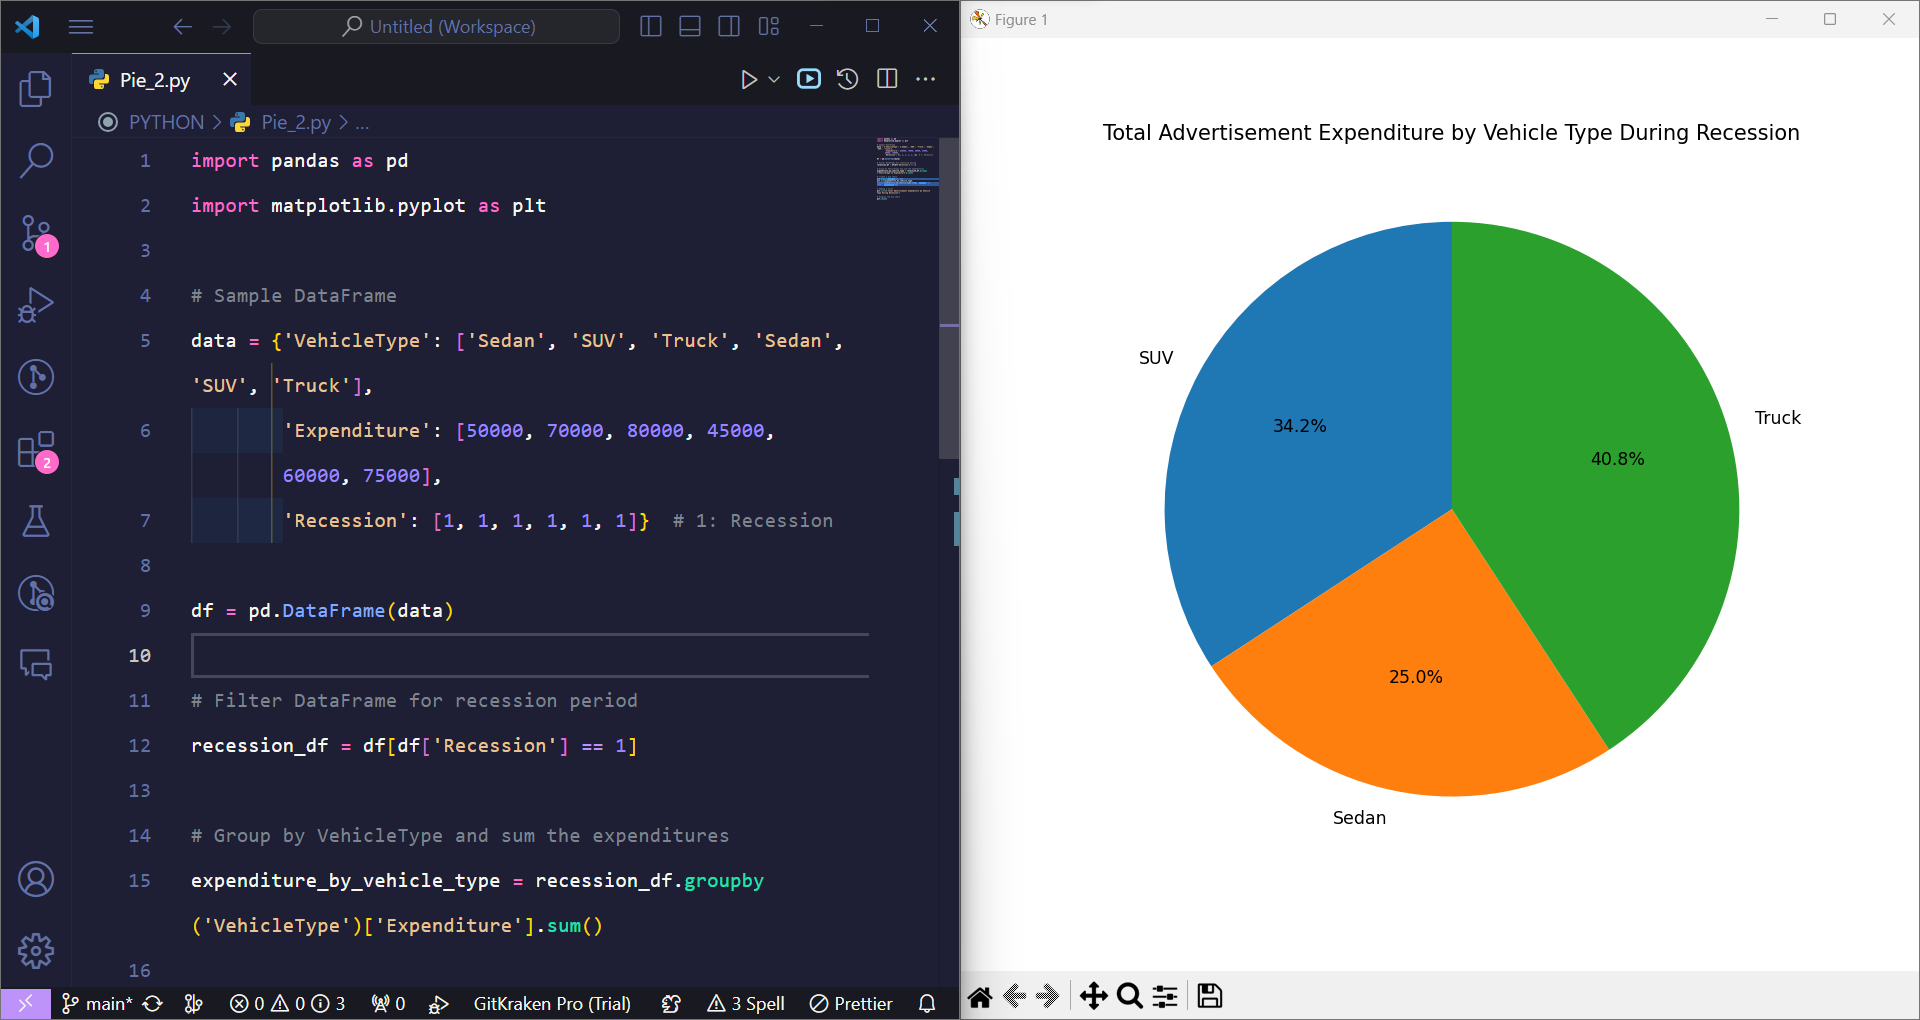 Untitled (Workspace)
Pie_2.py
PYTHON > Pie_2.py > ...
1 import pandas as pd
2 import matplotlib.pyplot as plt
3
4 # Sample DataFrame
5 data = {'VehicleType': ['Sedan', 'SUV', 'Truck', 'Sedan',
'SUV', 'Truck'],
6 'Expenditure': [50000, 70000, 80000, 45000,
60000, 75000],
7 'Recession': [1, 1, 1, 1, 1, 1]}  # 1: Recession
8
9 df = pd.DataFrame(data)
10
11 # Filter DataFrame for recession period
12 recession_df = df[df['Recession'] == 1]
13
14 # Group by VehicleType and sum the expenditures
15 expenditure_by_vehicle_type = recession_df.groupby
('VehicleType')['Expenditure'].sum()
16
1
2
main* 0 0 3 0 GitKraken Pro (Trial) 3 Spell Prettier
Figure 1
Total Advertisement Expenditure by Vehicle Type During Recession
SUV
34.2%
Truck
40.8%
25.0%
Sedan